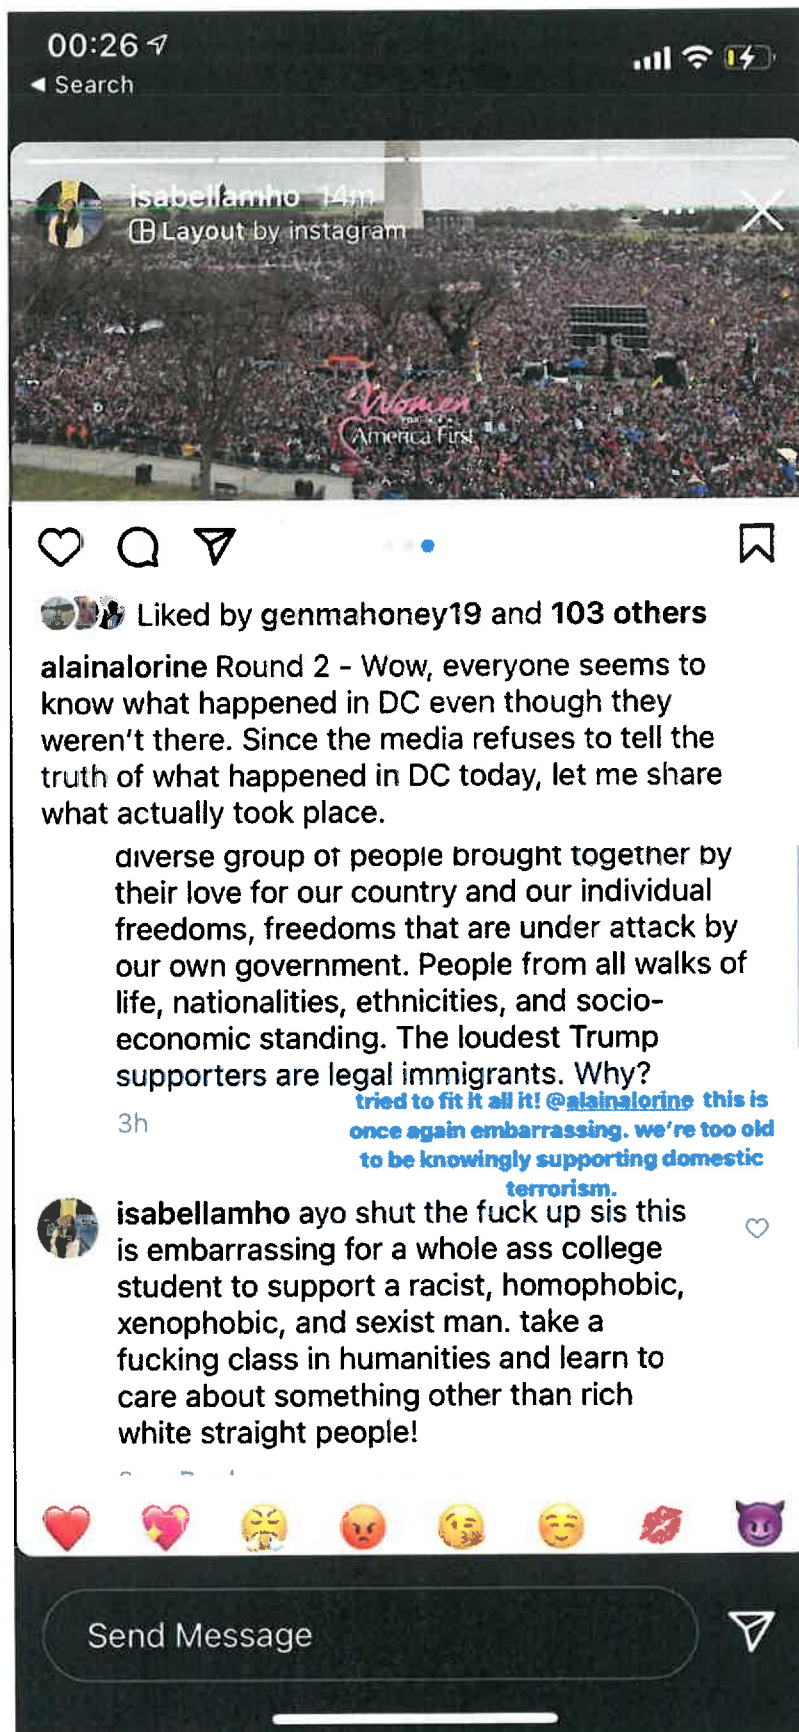 00:26
◄ Search
isabellamho 14m
Layout by instagram
Women
FOR
America First
Liked by genmahoney19 and 103 others
alainalorine Round 2 - Wow, everyone seems to
know what happened in DC even though they
weren't there. Since the media refuses to tell the
truth of what happened in DC today, let me share
what actually took place.
diverse group of people brought together by
their love for our country and our individual
freedoms, freedoms that are under attack by
our own government. People from all walks of
life, nationalities, ethnicities, and socio-
economic standing. The loudest Trump
supporters are legal immigrants. Why?
3h
tried to fit it all it! @alainalorine this is
once again embarrassing. we're too old
to be knowingly supporting domestic
terrorism.
isabellamho ayo shut the fuck up sis this
is embarrassing for a whole ass college
student to support a racist, homophobic,
xenophobic, and sexist man. take a
fucking class in humanities and learn to
care about something other than rich
white straight people!
Send Message